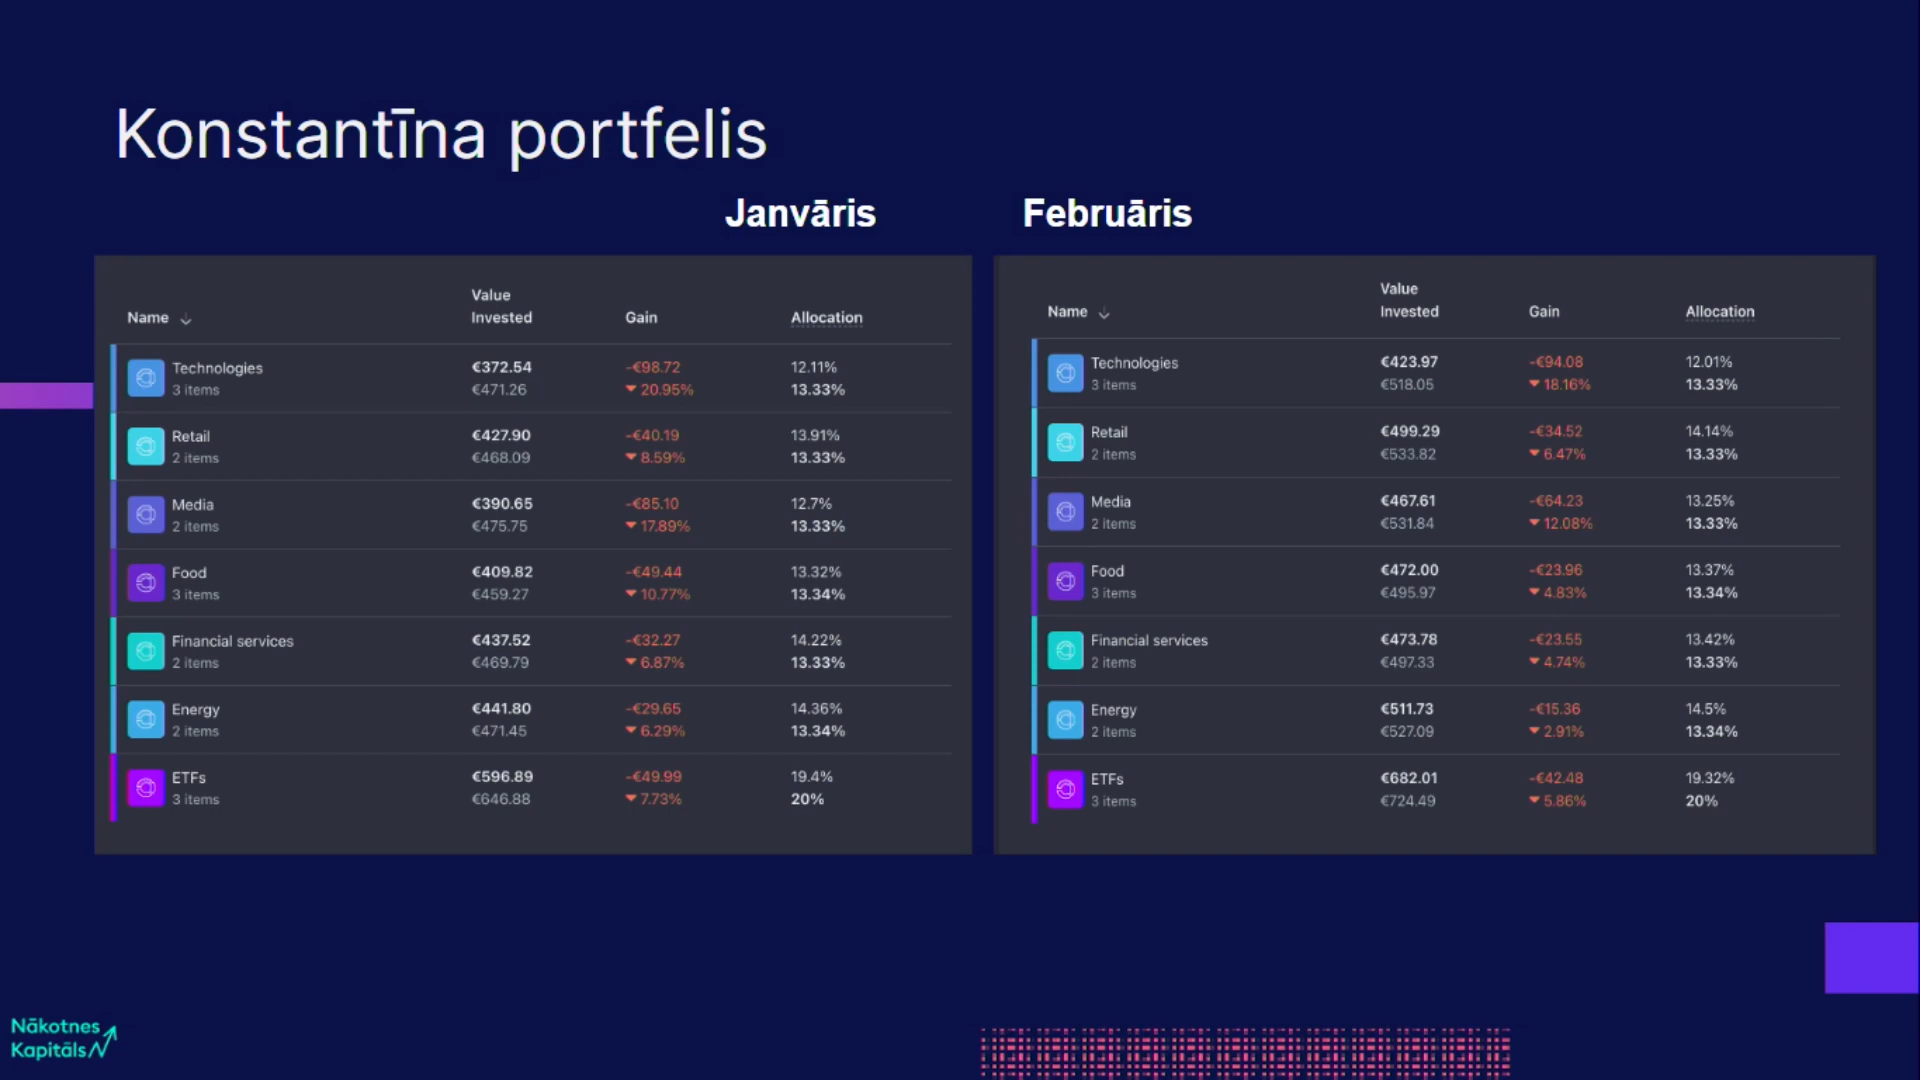 Konstantīna portfelis
Janvāris
Februāris
Name ↓ Value Invested Gain Allocation
Technologies €372.54 -€98.72 12.11%
3 items €471.26 ▼ 20.95% 13.33%
Retail €427.90 -€40.19 13.91%
2 items €468.09 ▼ 8.59% 13.33%
Media €390.65 -€85.10 12.7%
2 items €475.75 ▼ 17.89% 13.33%
Food €409.82 -€49.44 13.32%
3 items €459.27 ▼ 10.77% 13.34%
Financial services €437.52 -€32.27 14.22%
2 items €469.79 ▼ 6.87% 13.33%
Energy €441.80 -€29.65 14.36%
2 items €471.45 ▼ 6.29% 13.34%
ETFs €596.89 -€49.99 19.4%
3 items €646.88 ▼ 7.73% 20%
Name ↓ Value Invested Gain Allocation
Technologies €423.97 -€94.08 12.01%
3 items €518.05 ▼ 18.16% 13.33%
Retail €499.29 -€34.52 14.14%
2 items €533.82 ▼ 6.47% 13.33%
Media €467.61 -€64.23 13.25%
2 items €531.84 ▼ 12.08% 13.33%
Food €472.00 -€23.96 13.37%
3 items €495.97 ▼ 4.83% 13.34%
Financial services €473.78 -€23.55 13.42%
2 items €497.33 ▼ 4.74% 13.33%
Energy €511.73 -€15.36 14.5%
2 items €527.09 ▼ 2.91% 13.34%
ETFs €682.01 -€42.48 19.32%
3 items €724.49 ▼ 5.86% 20%
Nākotnes
Kapitāls